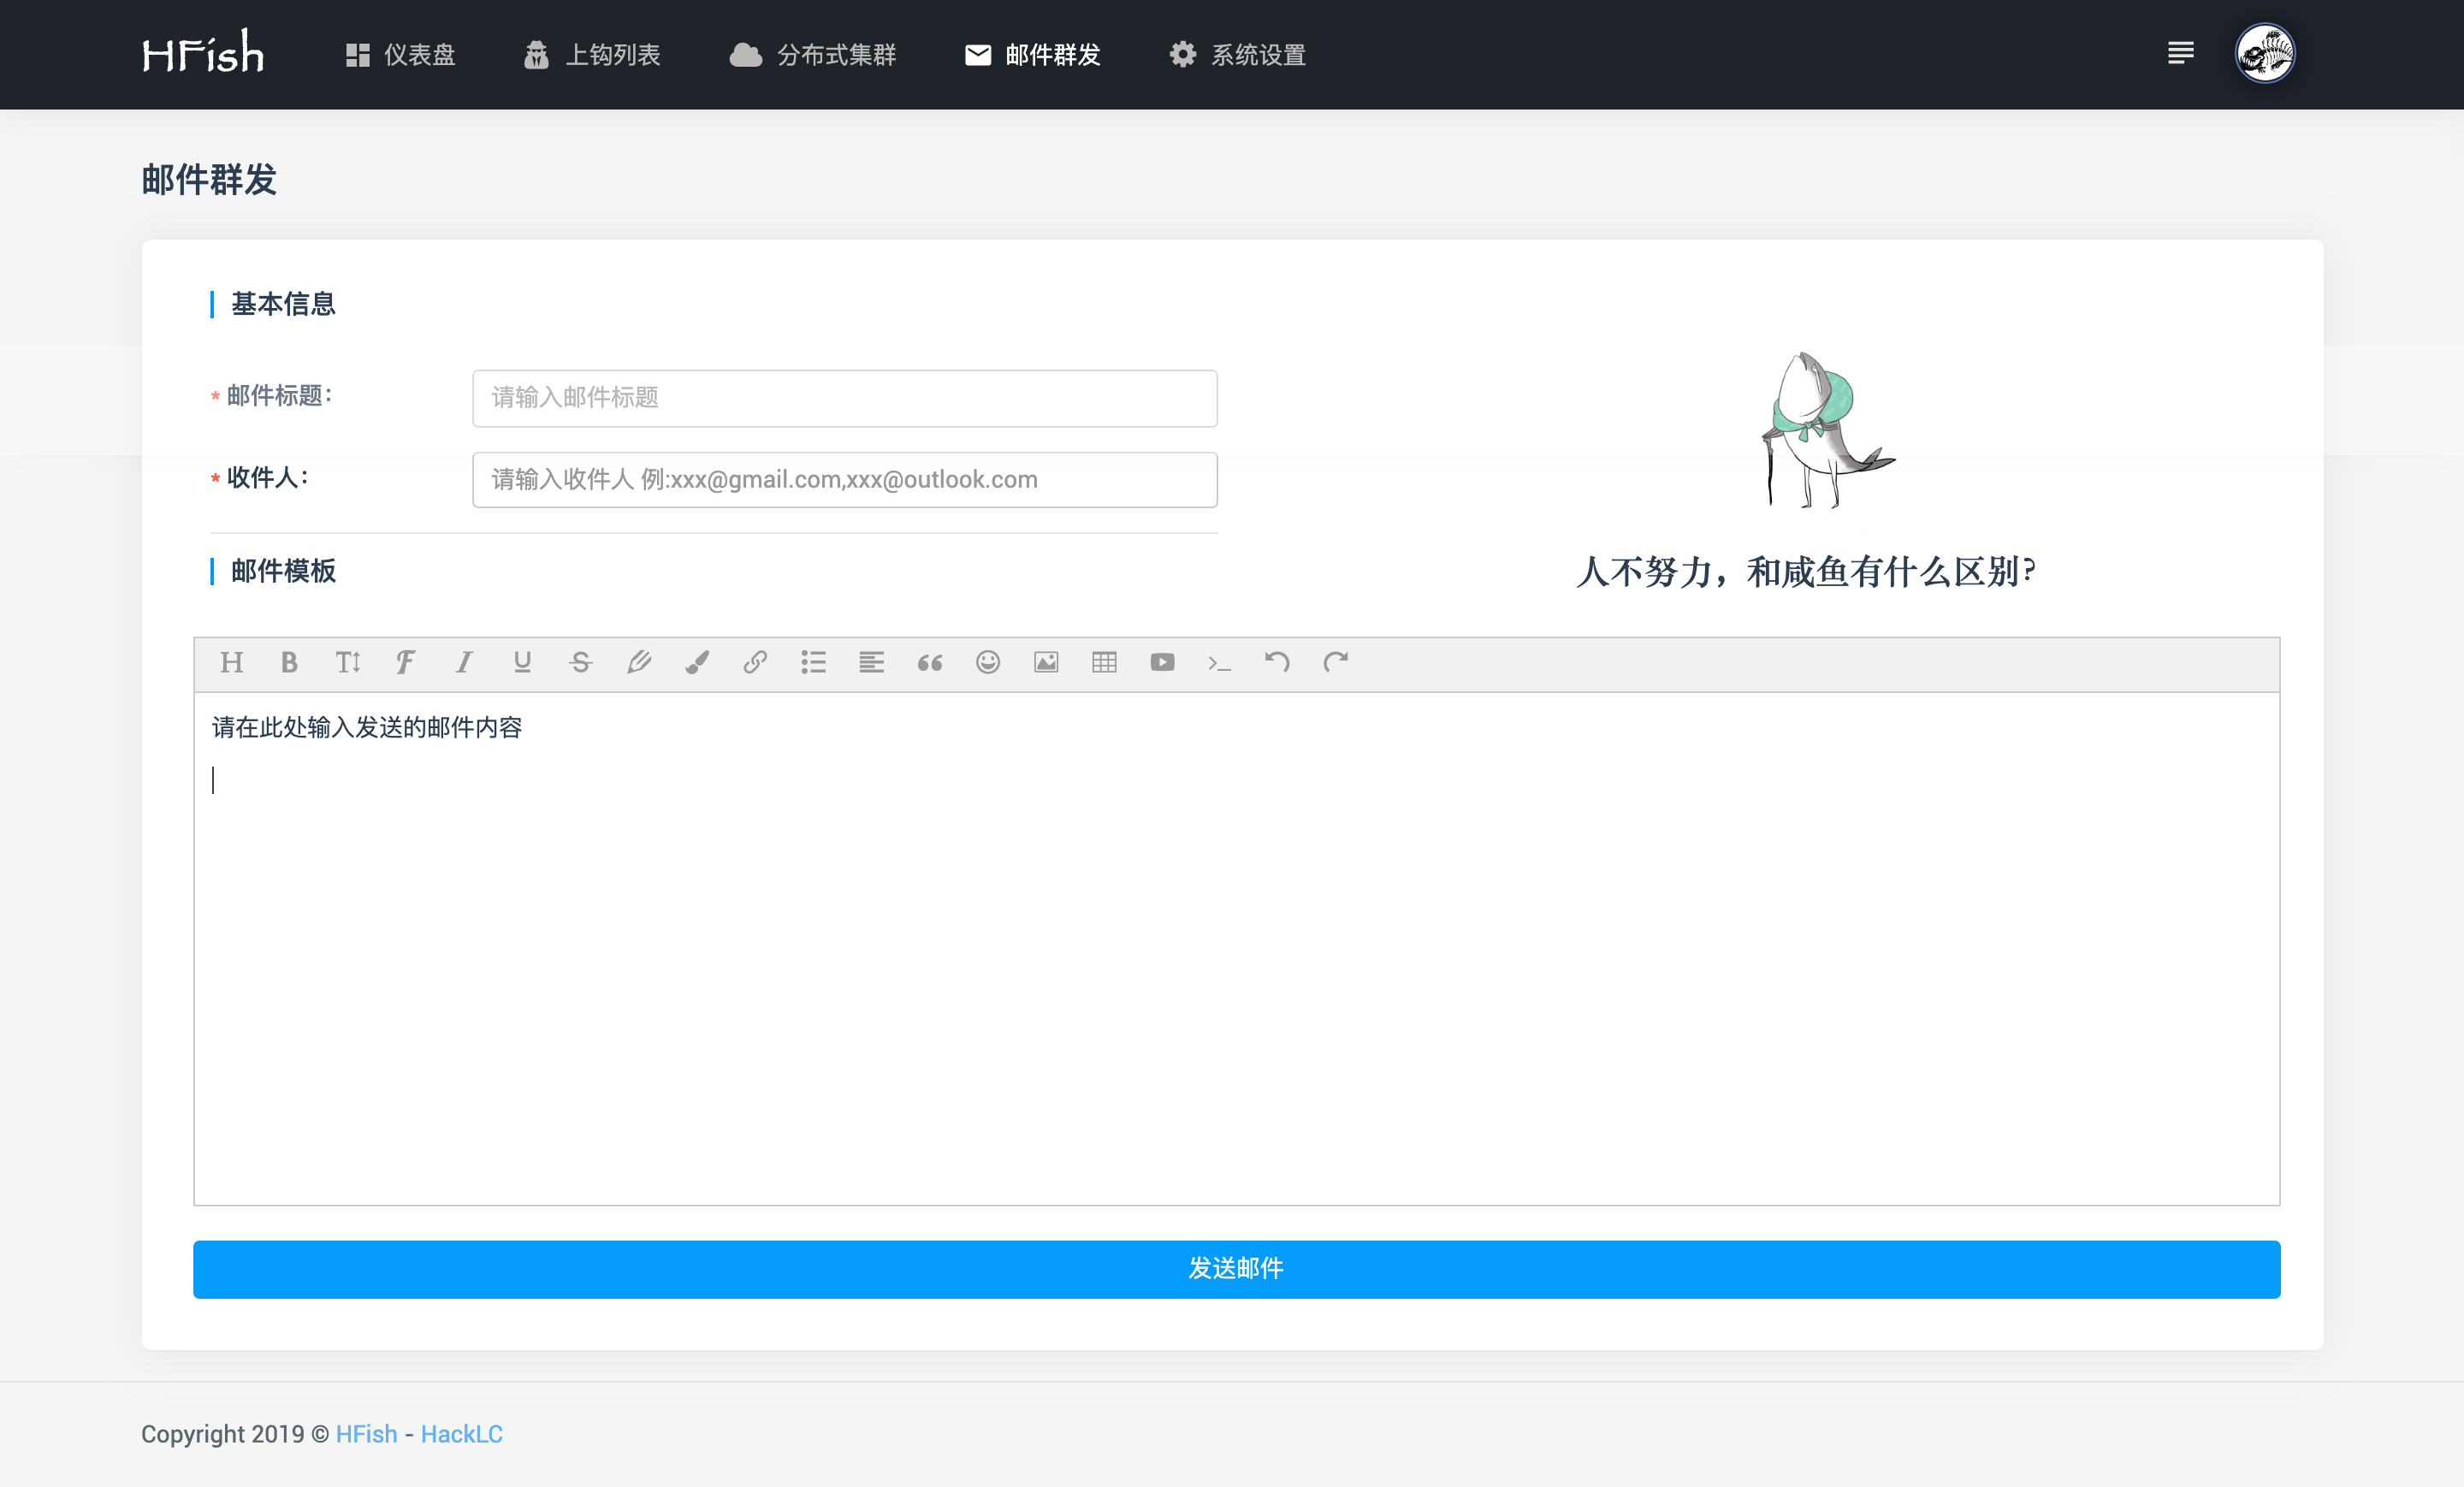 HFish 仪表盘 上钩列表 分布式集群 邮件群发 系统设置
邮件群发
基本信息
* 邮件标题：
请输入邮件标题
* 收件人：
请输入收件人 例:xxx@gmail.com,xxx@outlook.com
人不努力，和咸鱼有什么区别?
邮件模板
请在此处输入发送的邮件内容
发送邮件
Copyright 2019 © HFish - HackLC